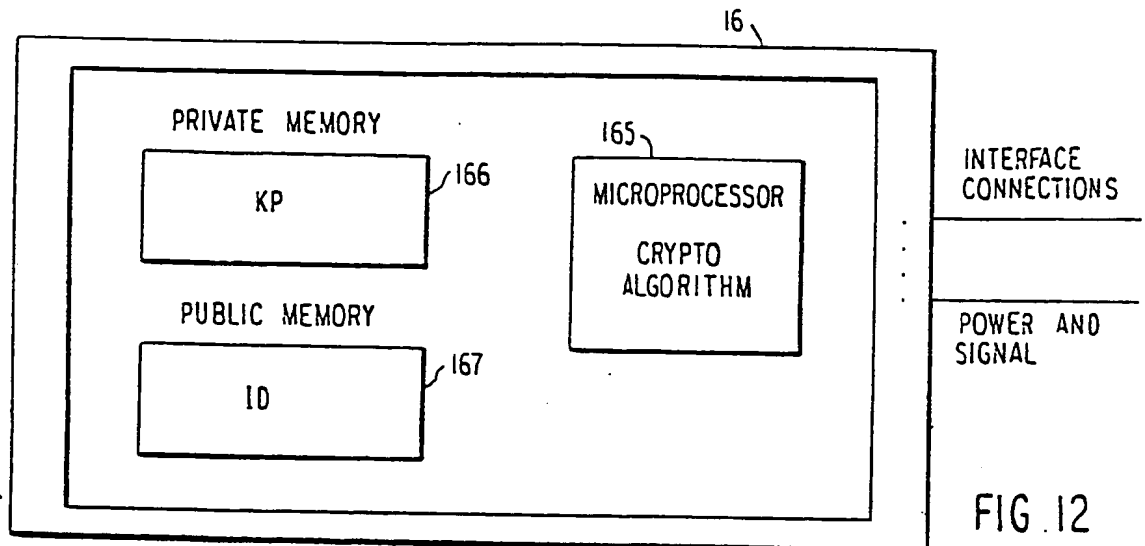 16
PRIVATE MEMORY
KP
166
165
MICROPROCESSOR
CRYPTO
ALGORITHM
INTERFACE
CONNECTIONS
PUBLIC MEMORY
ID
167
POWER AND
SIGNAL
FIG.12